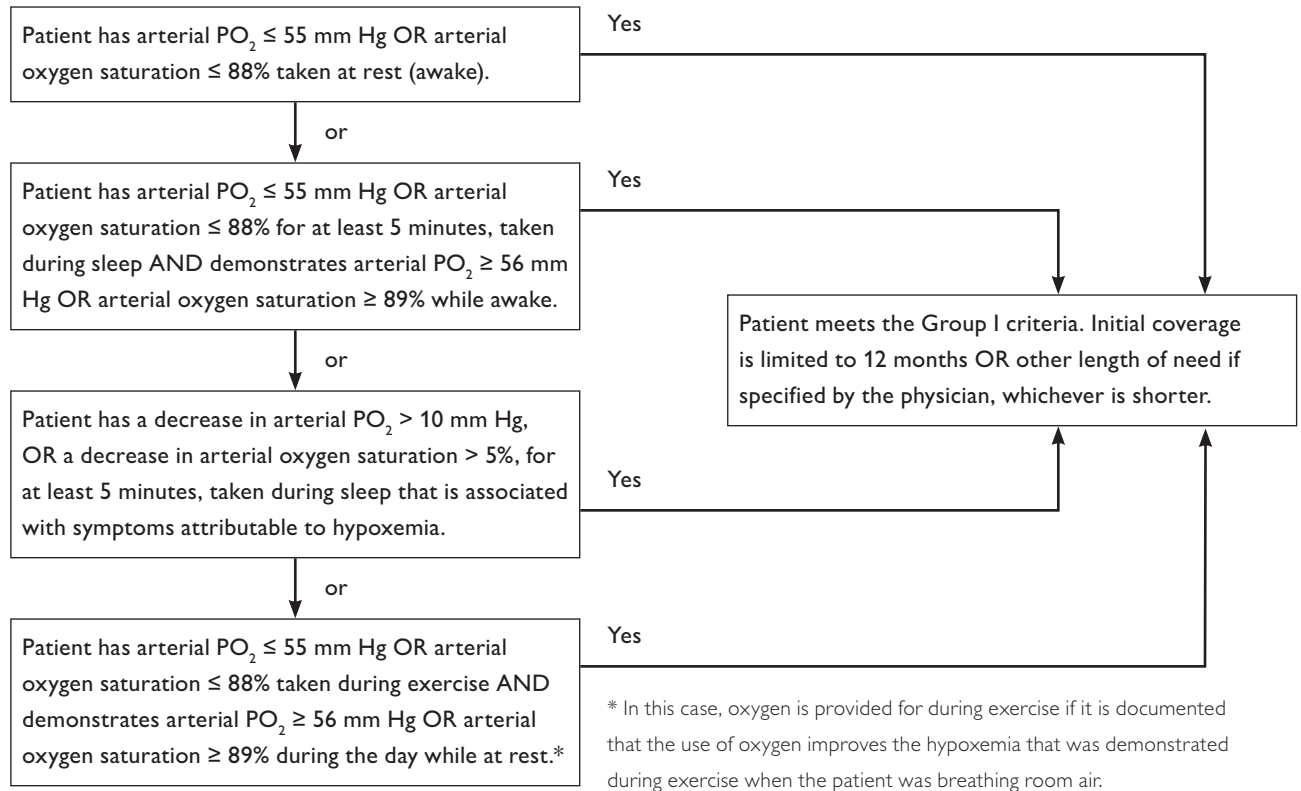 Patient has arterial PO₂ ≤ 55 mm Hg OR arterial
oxygen saturation ≤ 88% taken at rest (awake).
Yes
or
Patient has arterial PO₂ ≤ 55 mm Hg OR arterial
oxygen saturation ≤ 88% for at least 5 minutes, taken
during sleep AND demonstrates arterial PO₂ ≥ 56 mm
Hg OR arterial oxygen saturation ≥ 89% while awake.
Yes
or
Patient has a decrease in arterial PO₂ > 10 mm Hg,
OR a decrease in arterial oxygen saturation > 5%, for
at least 5 minutes, taken during sleep that is associated
with symptoms attributable to hypoxemia.
Yes
or
Patient has arterial PO₂ ≤ 55 mm Hg OR arterial
oxygen saturation ≤ 88% taken during exercise AND
demonstrates arterial PO₂ ≥ 56 mm Hg OR arterial
oxygen saturation ≥ 89% during the day while at rest.*
Yes
Patient meets the Group I criteria. Initial coverage
is limited to 12 months OR other length of need if
specified by the physician, whichever is shorter.
* In this case, oxygen is provided for during exercise if it is documented
that the use of oxygen improves the hypoxemia that was demonstrated
during exercise when the patient was breathing room air.